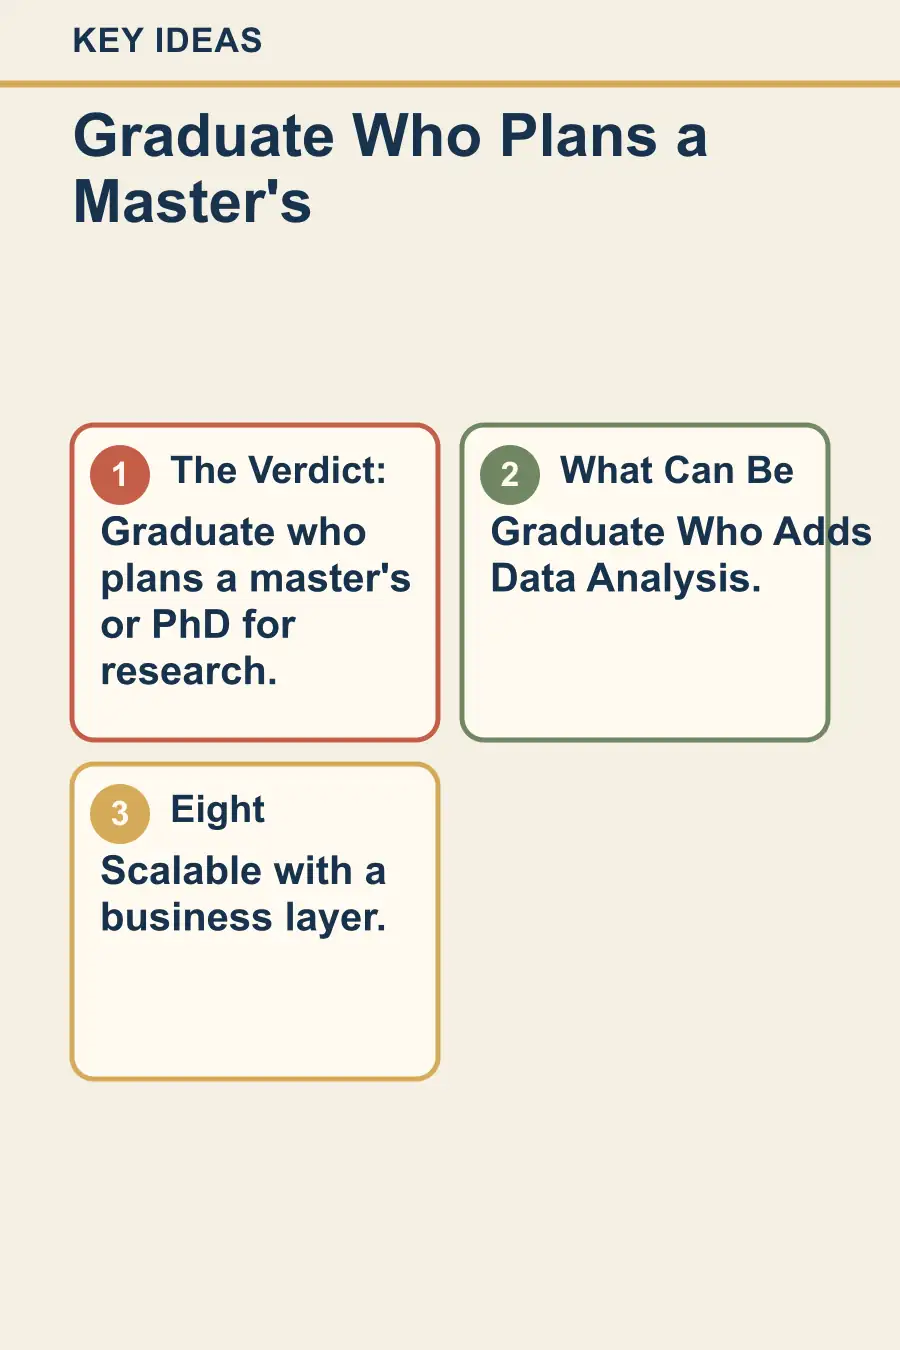 KEY IDEAS
Graduate Who Plans a
Master's
1 The Verdict:
Graduate who
plans a master's
or PhD for
research.
2 What Can Be
Graduate Who Adds
Data Analysis.
3 Eight
Scalable with a
business layer.